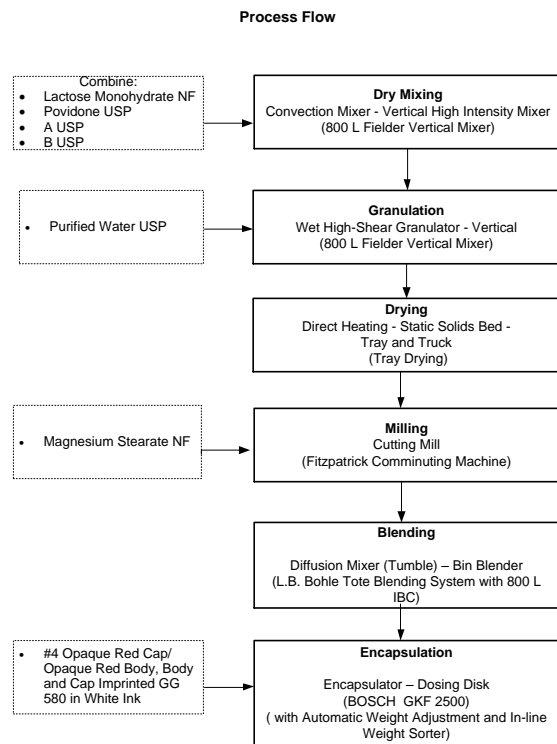 Process Flow
Combine:
• Lactose Monohydrate NF
• Povidone USP
• A USP
• B USP
Dry Mixing
Convection Mixer - Vertical High Intensity Mixer
(800 L Fielder Vertical Mixer)
• Purified Water USP
Granulation
Wet High-Shear Granulator - Vertical
(800 L Fielder Vertical Mixer)
Drying
Direct Heating - Static Solids Bed -
Tray and Truck
(Tray Drying)
• Magnesium Stearate NF
Milling
Cutting Mill
(Fitzpatrick Comminuting Machine)
Blending
Diffusion Mixer (Tumble) – Bin Blender
(L.B. Bohle Tote Blending System with 800 L
IBC)
• #4 Opaque Red Cap/
Opaque Red Body, Body
and Cap Imprinted GG
580 in White Ink
Encapsulation
Encapsulator – Dosing Disk
(BOSCH GKF 2500)
( with Automatic Weight Adjustment and In-line
Weight Sorter)